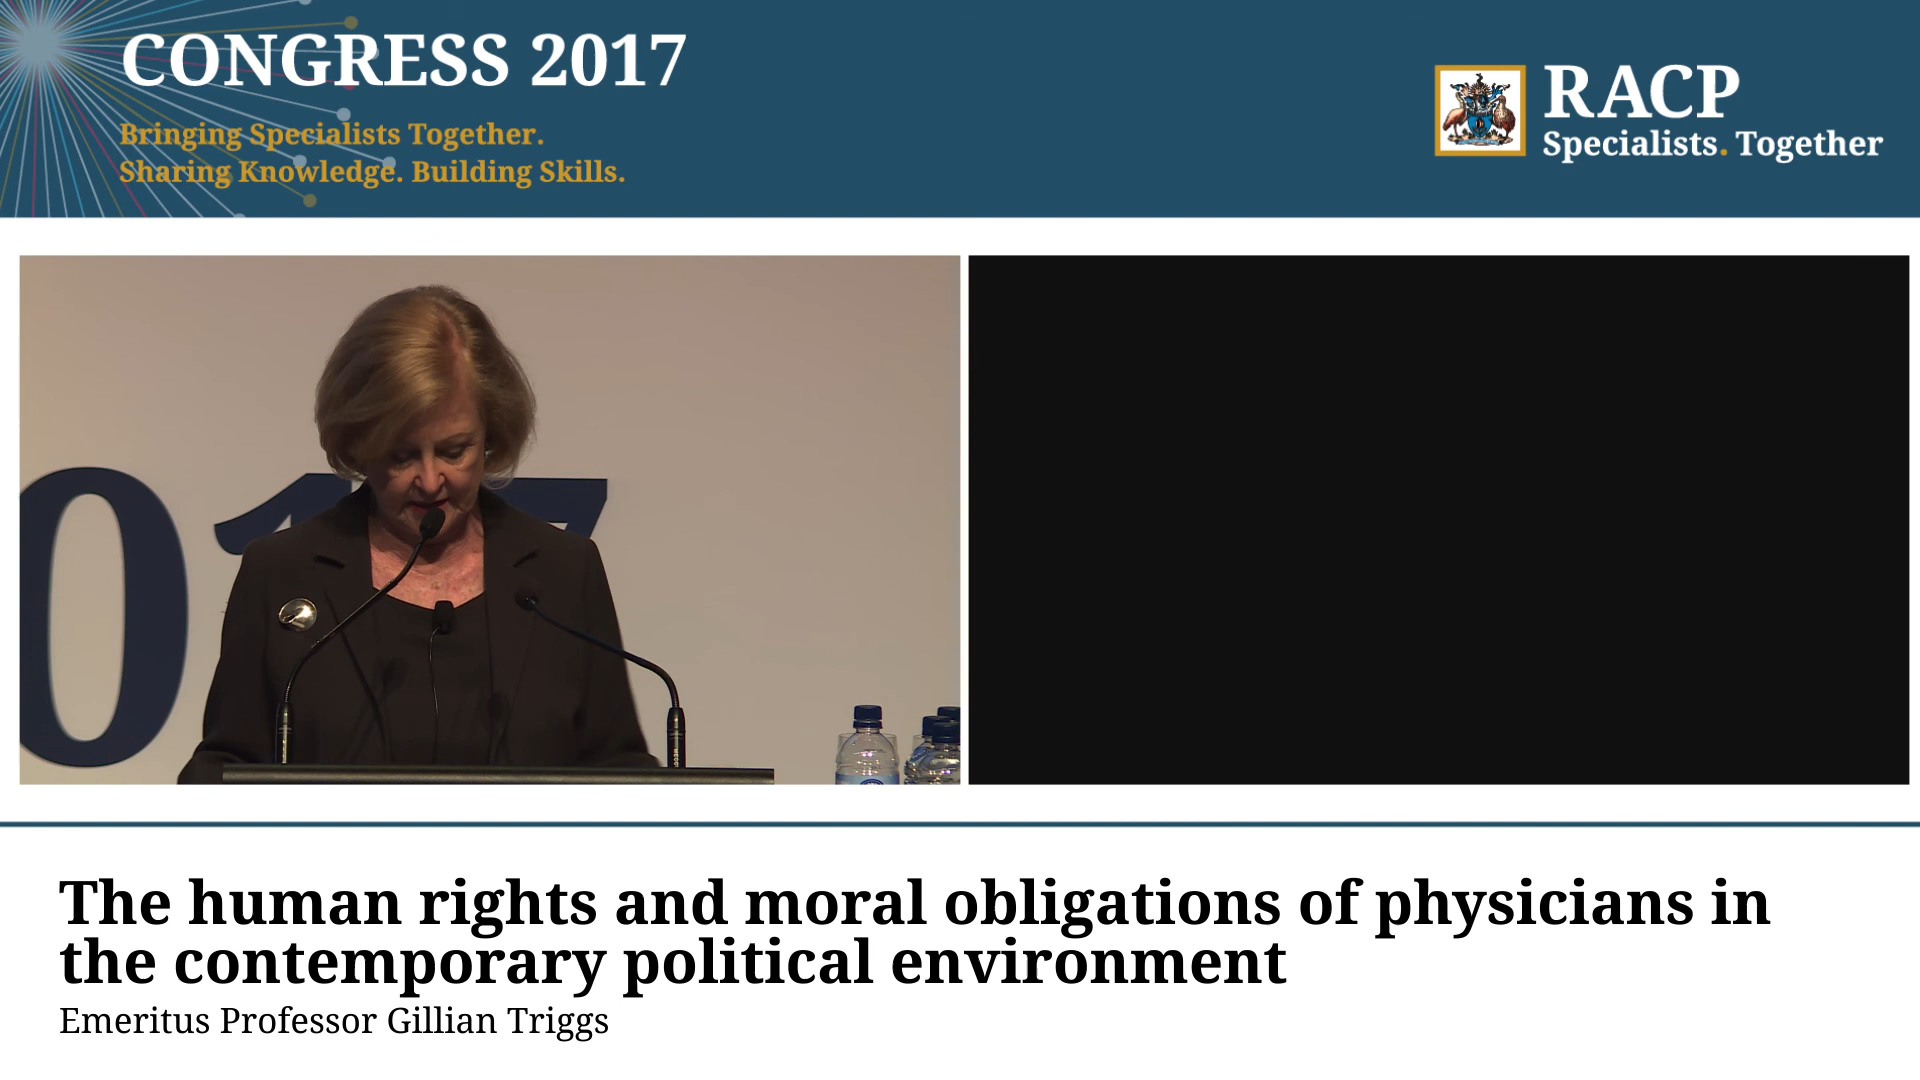 CONGRESS 2017
Bringing Specialists Together.
Sharing Knowledge. Building Skills.
RACP
Specialists. Together
017
The human rights and moral obligations of physicians in
the contemporary political environment
Emeritus Professor Gillian Triggs